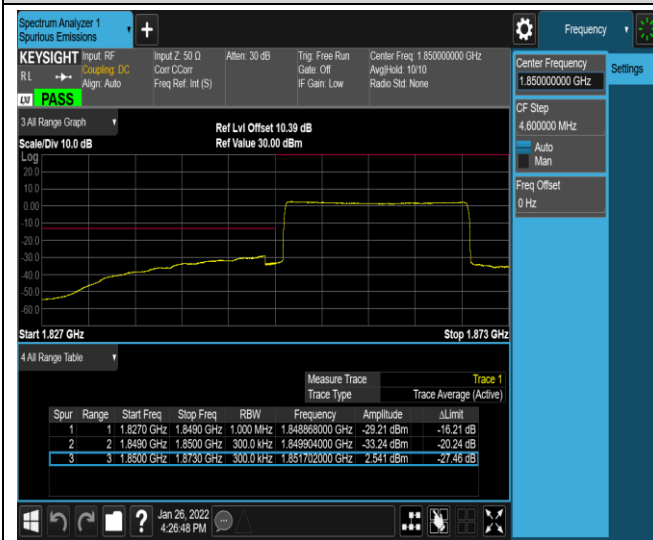 Spectrum Analyzer 1
Spurious Emissions
+
Frequency
KEYSIGHT
RL
Input: RF
Coupling: DC
Align: Auto
Input Z: 50 Ω
Corr CCorr
Freq Ref: Int (S)
Atten: 30 dB
Trig: Free Run
Gate: Off
IF Gain: Low
Center Freq: 1.850000000 GHz
Avg|Hold: 10/10
Radio Std: None
LXI PASS
Center Frequency
1.850000000 GHz
Settings
CF Step
4.600000 MHz
Auto
Man
Freq Offset
0 Hz
3 All Range Graph
Scale/Div 10.0 dB
Ref Lvl Offset 10.39 dB
Ref Value 30.00 dBm
Log
20.0
10.0
0.00
-10.0
-20.0
-30.0
-40.0
-50.0
-60.0
Start 1.827 GHz
Stop 1.873 GHz
4 All Range Table
Measure Trace Trace 1
Trace Type Trace Average (Active)
Spur Range Start Freq Stop Freq RBW Frequency Amplitude ΔLimit
1 1 1.8270 GHz 1.8490 GHz 1.000 MHz 1.848868000 GHz -29.21 dBm -16.21 dB
2 2 1.8490 GHz 1.8500 GHz 300.0 kHz 1.849904000 GHz -33.24 dBm -20.24 dB
3 3 1.8500 GHz 1.8730 GHz 300.0 kHz 1.851702000 GHz 2.541 dBm -27.46 dB
?
Jan 26, 2022
4:26:48 PM